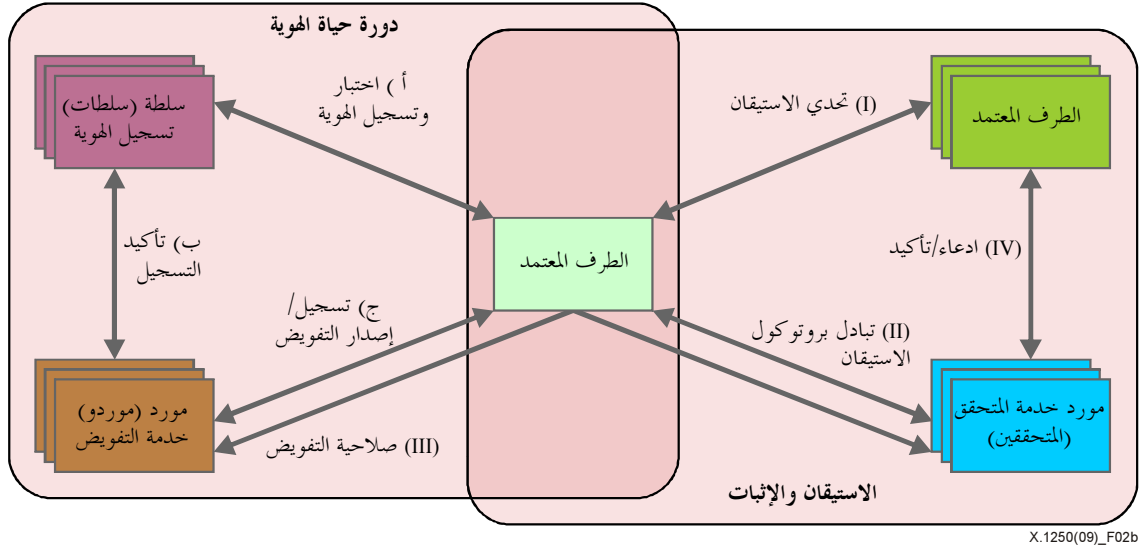 دورة حياة الهوية
سلطة (سلطات)
تسجيل الهوية
أ ) اختبار
وتسجيل الهوية
(I) تحدي الاستيقان
الطرف المعتمد
ب) تأكيد
التسجيل
الطرف المعتمد
(IV) ادعاء/تأكيد
ج) تسجيل/
إصدار التفويض
(II) تبادل بروتوكول
الاستيقان
مورد (موردو)
خدمة التفويض
(III) صلاحية التفويض
مورد خدمة المتحقق
(المتحققين)
الاستيقان والإثبات
X.1250(09)_F02b